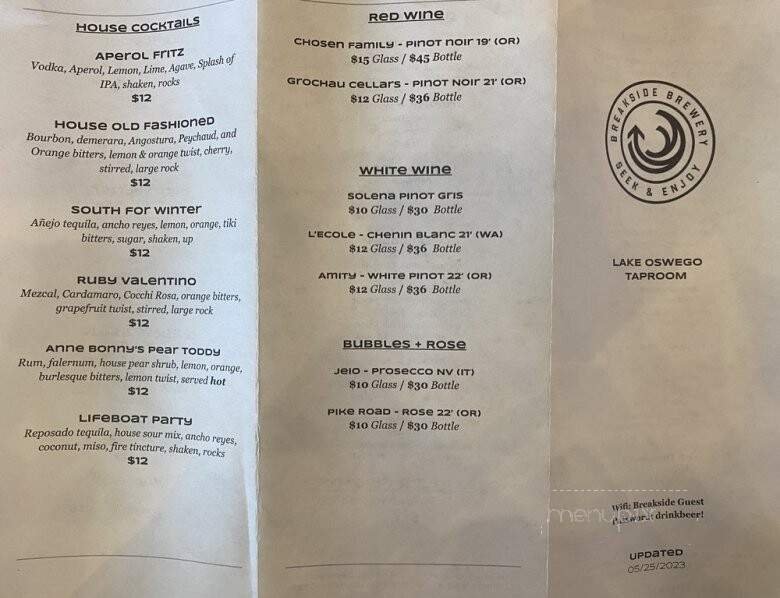 House Cocktails
Aperol Fritz
Vodka, Aperol, Lemon, Lime, Agave, Splash of
IPA, shaken, rocks
$12
House Old Fashioned
Bourbon, demerara, Angostura, Peychaud, and
Orange bitters, lemon & orange twist, cherry,
stirred, large rock
$12
South For Winter
Añejo tequila, ancho reyes, lemon, orange, tiki
bitters, sugar, shaken, up
$12
Ruby Valentino
Mezcal, Cardamaro, Cocchi Rosa, orange bitters,
grapefruit twist, stirred, large rock
$12
Anne Bonny's Pear Toddy
Rum, falernum, house pear shrub, lemon, orange,
burlesque bitters, lemon twist, served hot
$12
Lifeboat Party
Reposado tequila, house sour mix, ancho reyes,
coconut, miso, fire tincture, shaken, rocks
$12
Red Wine
Chosen Family - Pinot Noir 19' (OR)
$15 Glass / $45 Bottle
Grochau Cellars - Pinot Noir 21' (OR)
$12 Glass / $36 Bottle
White Wine
Solena Pinot Gris
$10 Glass / $30 Bottle
L'Ecole - Chenin Blanc 21' (WA)
$12 Glass / $36 Bottle
Amity - White Pinot 22' (OR)
$12 Glass / $36 Bottle
Bubbles + Rose
Jeio - Prosecco NV (IT)
$10 Glass / $30 Bottle
Pike Road - Rose 22' (OR)
$10 Glass / $30 Bottle
BREAKSIDE BREWERY
SEEK & ENJOY
LAKE OSWEGO
TAPROOM
Wifi: Breakside Guest
drinkbeer!
menupix
Updated
05/25/2023